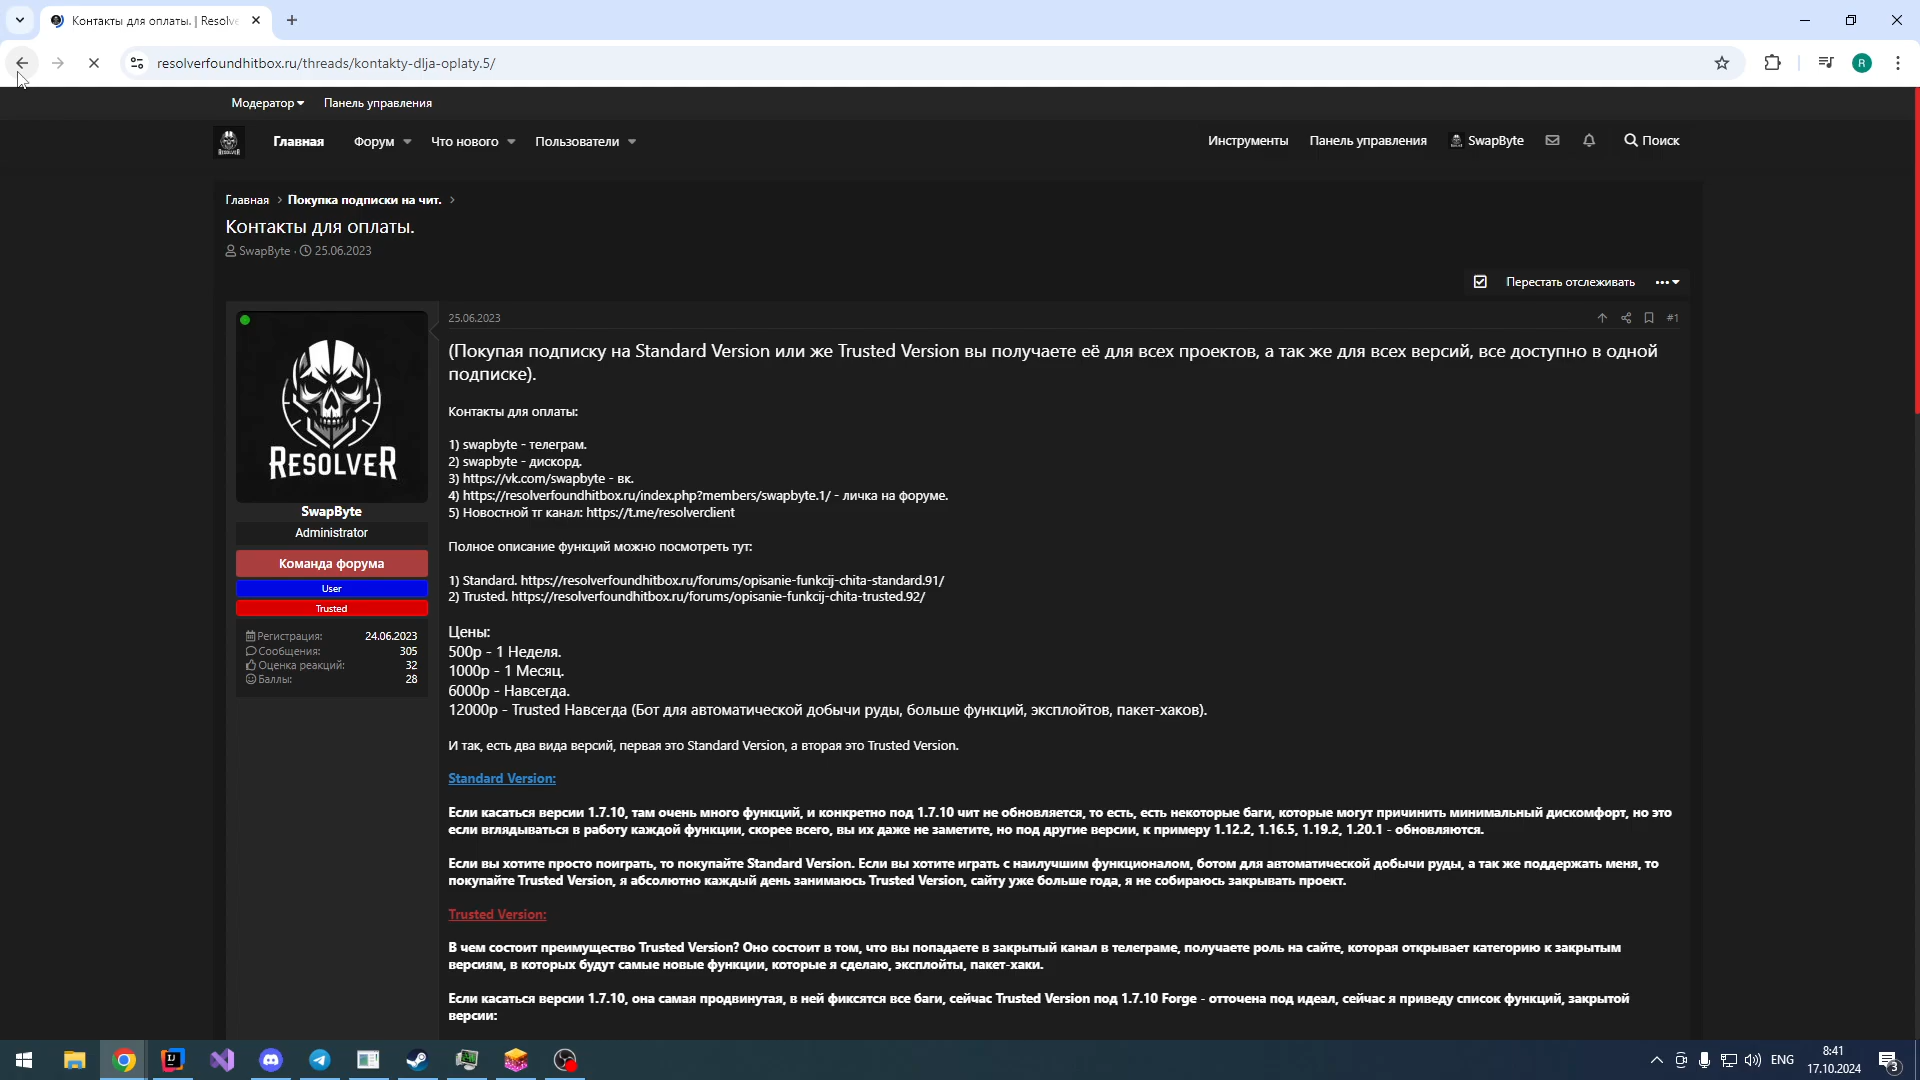 Контакты для оплаты. | Resolve
resolverfoundhitbox.ru/threads/kontakty-dlja-oplaty.5/
R
Модератор Панель управления
RESOLVER
Главная Форум Что нового Пользователи
Инструменты Панель управления SwapByte Поиск
Главная Покупка подписки на чит.
Контакты для оплаты.
SwapByte · 25.06.2023
Перестать отслеживать
RESOLVER
SwapByte
Administrator
Команда форума
User
Trusted
Регистрация: 24.06.2023
Сообщения: 305
Оценка реакций: 32
Баллы: 28
25.06.2023 #1
(Покупая подписку на Standard Version или же Trusted Version вы получаете её для всех проектов, а так же для всех версий, все доступно в одной
подписке).
Контакты для оплаты:
1) swapbyte - телеграм.
2) swapbyte - дискорд.
3) https://vk.com/swapbyte - вк.
4) https://resolverfoundhitbox.ru/index.php?members/swapbyte.1/ - личка на форуме.
5) Новостной тг канал: https://t.me/resolverclient
Полное описание функций можно посмотреть тут:
1) Standard. https://resolverfoundhitbox.ru/forums/opisanie-funkcij-chita-standard.91/
2) Trusted. https://resolverfoundhitbox.ru/forums/opisanie-funkcij-chita-trusted.92/
Цены:
500р - 1 Неделя.
1000р - 1 Месяц.
6000р - Навсегда.
12000р - Trusted Навсегда (Бот для автоматической добычи руды, больше функций, эксплойтов, пакет-хаков).
И так, есть два вида версий, первая это Standard Version, а вторая это Trusted Version.
Standard Version:
Если касаться версии 1.7.10, там очень много функций, и конкретно под 1.7.10 чит не обновляется, то есть, есть некоторые баги, которые могут причинить минимальный дискомфорт, но это
если вглядываться в работу каждой функции, скорее всего, вы их даже не заметите, но под другие версии, к примеру 1.12.2, 1.16.5, 1.19.2, 1.20.1 - обновляются.
Если вы хотите просто поиграть, то покупайте Standard Version. Если вы хотите играть с наилучшим функционалом, ботом для автоматической добычи руды, а так же поддержать меня, то
покупайте Trusted Version, я абсолютно каждый день занимаюсь Trusted Version, сайту уже больше года, я не собираюсь закрывать проект.
Trusted Version:
В чем состоит преимущество Trusted Version? Оно состоит в том, что вы попадаете в закрытый канал в телеграме, получаете роль на сайте, которая открывает категорию к закрытым
версиям, в которых будут самые новые функции, которые я сделаю, эксплойты, пакет-хаки.
Если касаться версии 1.7.10, она самая продвинутая, в ней фиксятся все баги, сейчас Trusted Version под 1.7.10 Forge - отточена под идеал, сейчас я приведу список функций, закрытой
версии:
IJ
ENG
8:41
17.10.2024
3